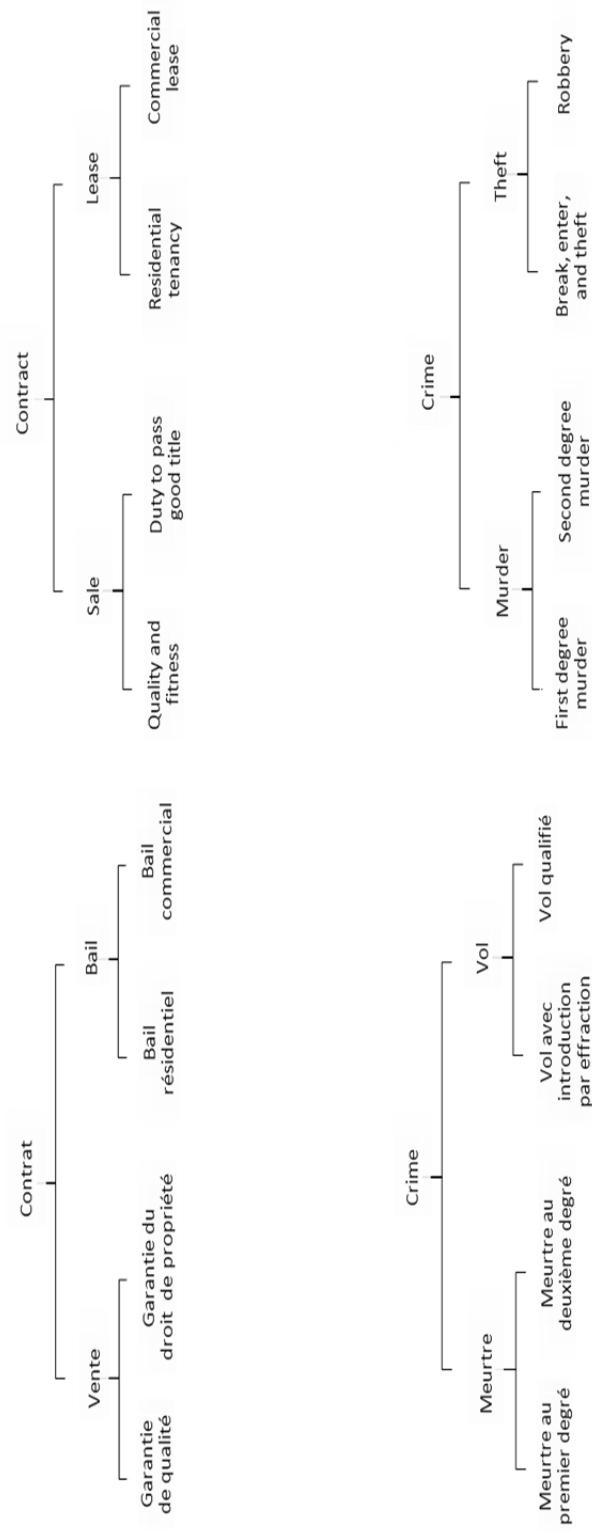 Contrat
Vente
Bail
Garantie
de qualité
Garantie du
droit de propriété
Bail
résidentiel
Bail
commercial
Contract
Sale
Lease
Quality and
fitness
Duty to pass
good title
Residential
tenancy
Commercial
lease
Crime
Meurtre
Vol
Meurtre au
premier degré
Meurtre au
deuxième degré
Vol avec
introduction
par effraction
Vol qualifié
Crime
Murder
Theft
First degree
murder
Second degree
murder
Break, enter,
and theft
Robbery